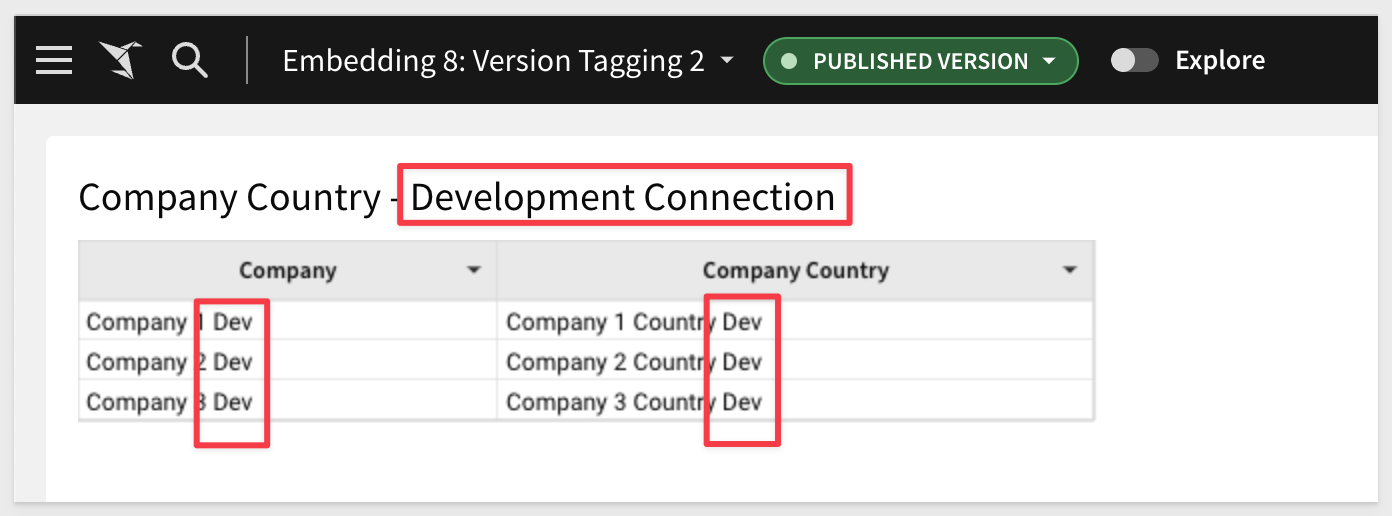 Embedding 8: Version Tagging 2 PUBLISHED VERSION Explore
Company Country - Development Connection
Company Company Country
Company 1 Dev Company 1 Country Dev
Company 2 Dev Company 2 Country Dev
Company 3 Dev Company 3 Country Dev